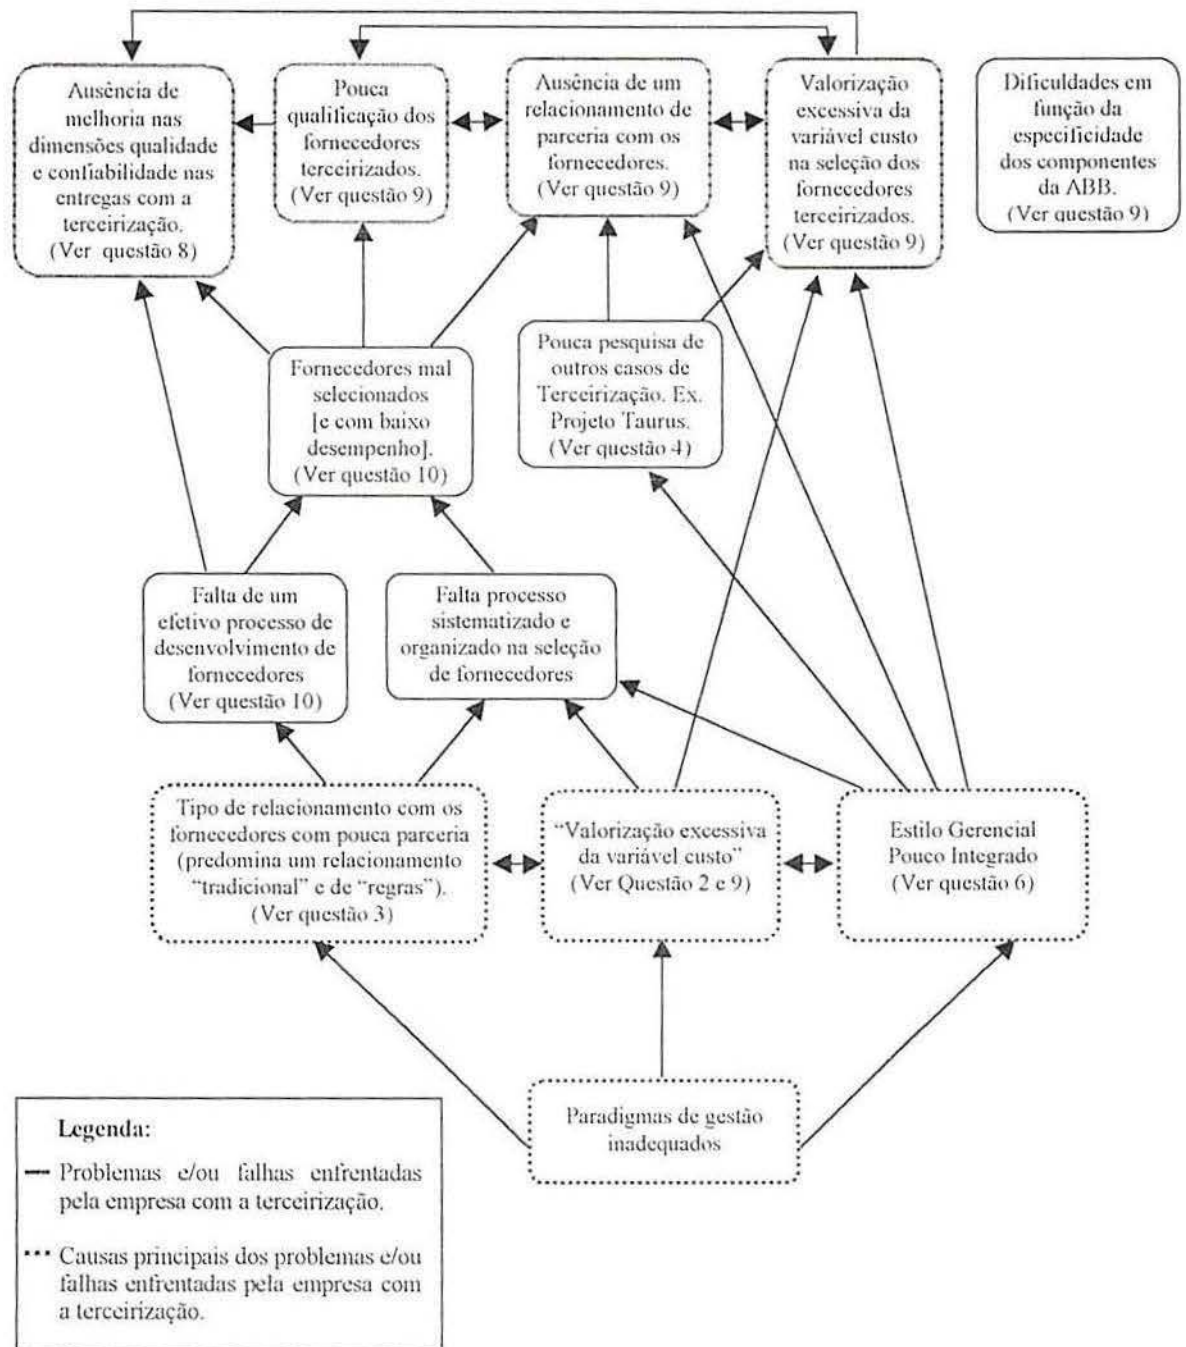 Ausência de
melhoria nas
dimensões qualidade
e confiabilidade nas
entregas com a
terceirização.
(Ver questão 8)
Pouca
qualificação dos
fornecedores
terceirizados.
(Ver questão 9)
Ausência de um
relacionamento de
parceria com os
fornecedores.
(Ver questão 9)
Valorização
excessiva da
variável custo
na seleção dos
fornecedores
terceirizados.
(Ver questão 9)
Dificuldades em
função da
especificidade
dos componentes
da ABB.
(Ver questão 9)
Fornecedores mal
selecionados
[e com baixo
desempenho].
(Ver questão 10)
Pouca pesquisa de
outros casos de
Terceirização. Ex.
Projeto Taurus.
(Ver questão 4)
Falta de um
efetivo processo de
desenvolvimento de
fornecedores
(Ver questão 10)
Falta processo
sistematizado e
organizado na seleção
de fornecedores
Tipo de relacionamento com os
fornecedores com pouca parceria
(predomina um relacionamento
“tradicional” e de “regras”).
(Ver questão 3)
“Valorização excessiva
da variável custo”
(Ver Questão 2 e 9)
Estilo Gerencial
Pouco Integrado
(Ver questão 6)
Paradigmas de gestão
inadequados
Legenda:
Problemas e/ou falhas enfrentadas
pela empresa com a terceirização.
Causas principais dos problemas e/ou
falhas enfrentadas pela empresa com
a terceirização.